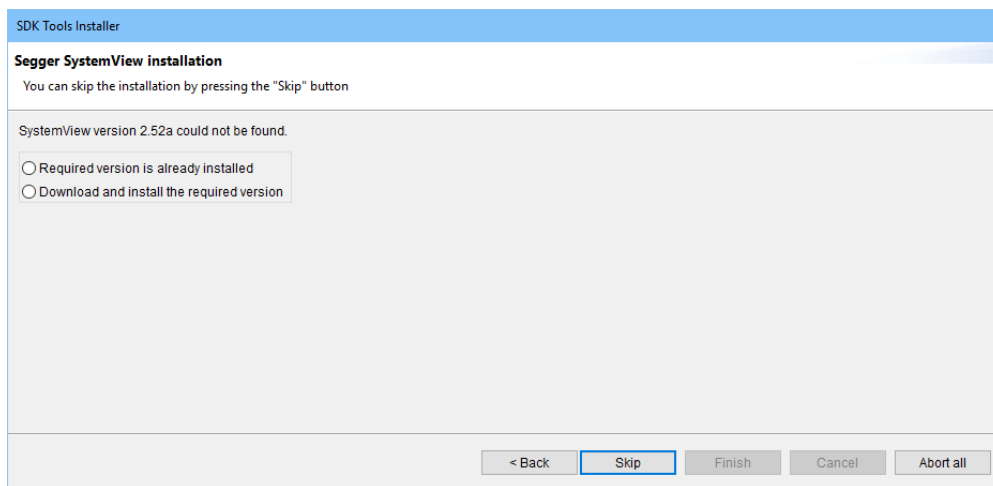 SDK Tools Installer
Segger SystemView installation
You can skip the installation by pressing the "Skip" button
SystemView version 2.52a could not be found.
Required version is already installed
Download and install the required version
< Back Skip Finish Cancel Abort all